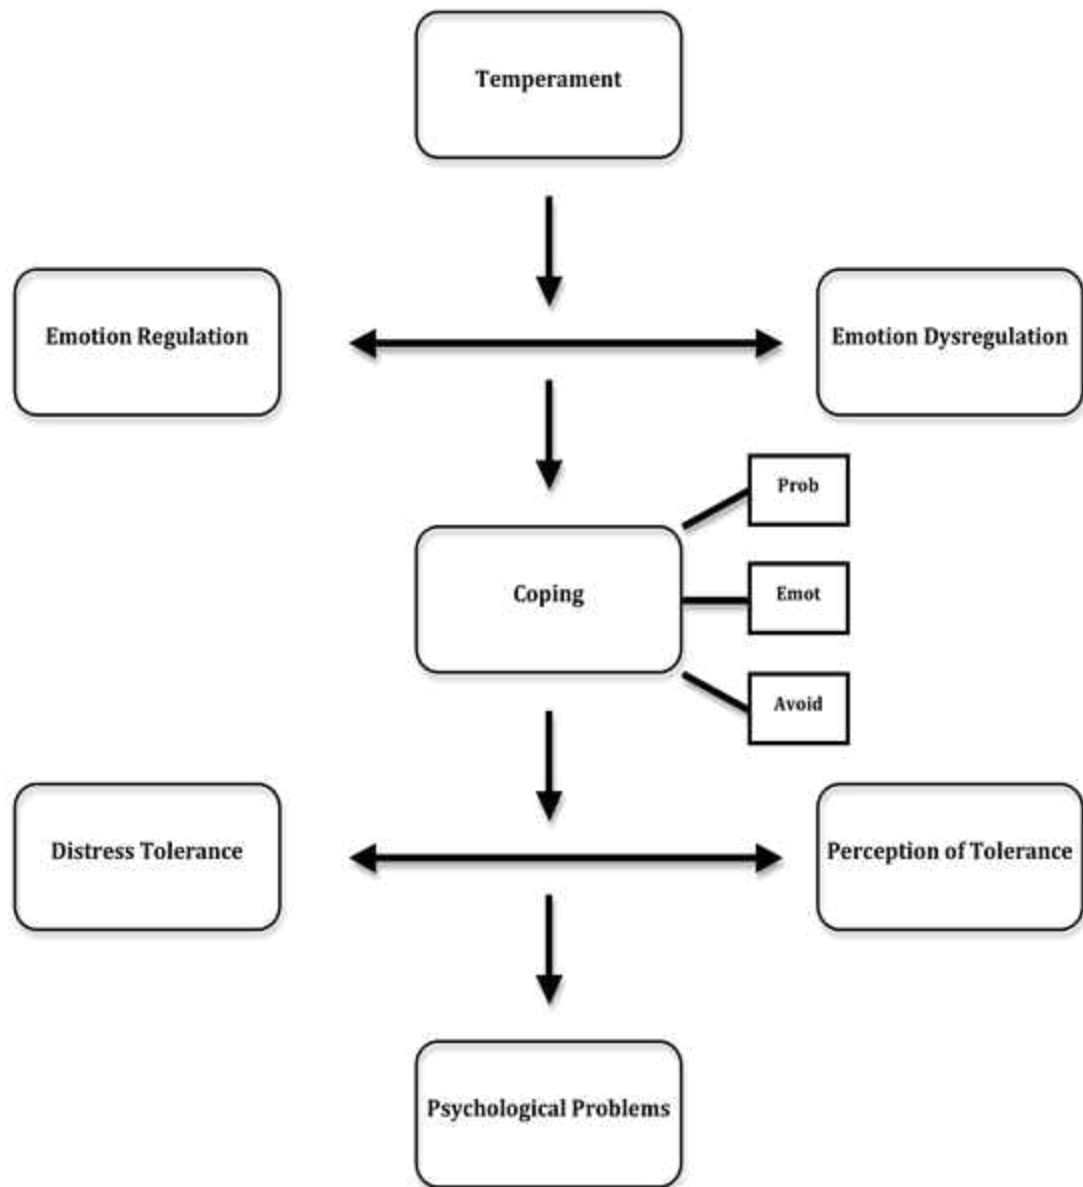 Temperament
Emotion Regulation
Emotion Dysregulation
Prob
Coping
Emot
Avoid
Distress Tolerance
Perception of Tolerance
Psychological Problems